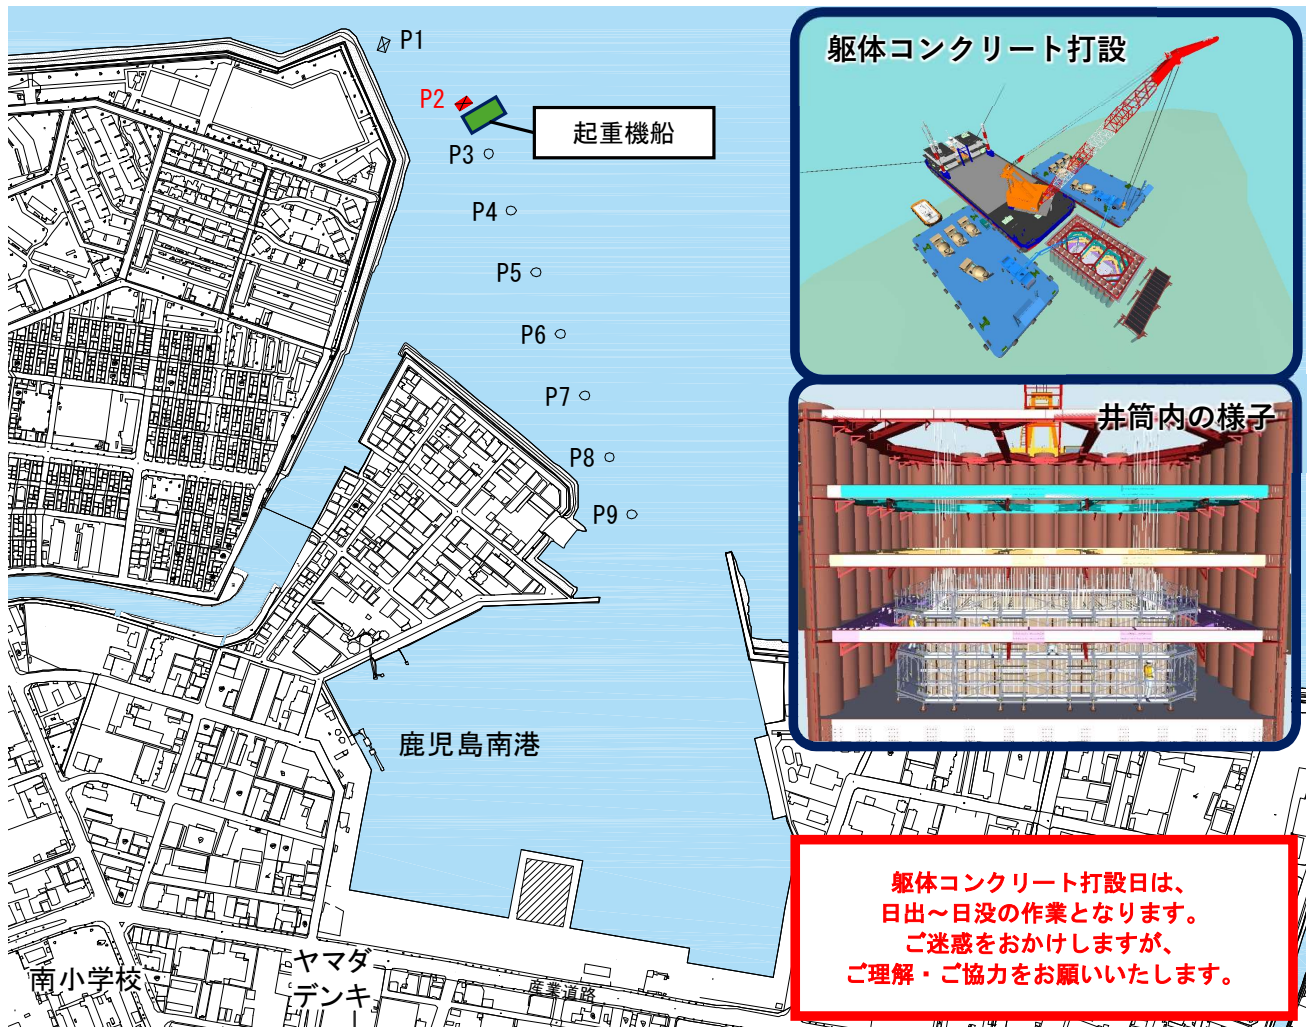 P1
P2
起重機船
P3
P4
P5
P6
P7
P8
P9
鹿児島南港
南小学校
ヤマダ
デンキ
産業道路
躯体コンクリート打設
井筒内の様子
躯体コンクリート打設日は、
日出～日没の作業となります。
ご迷惑をおかけしますが、
ご理解・ご協力をお願いいたします。